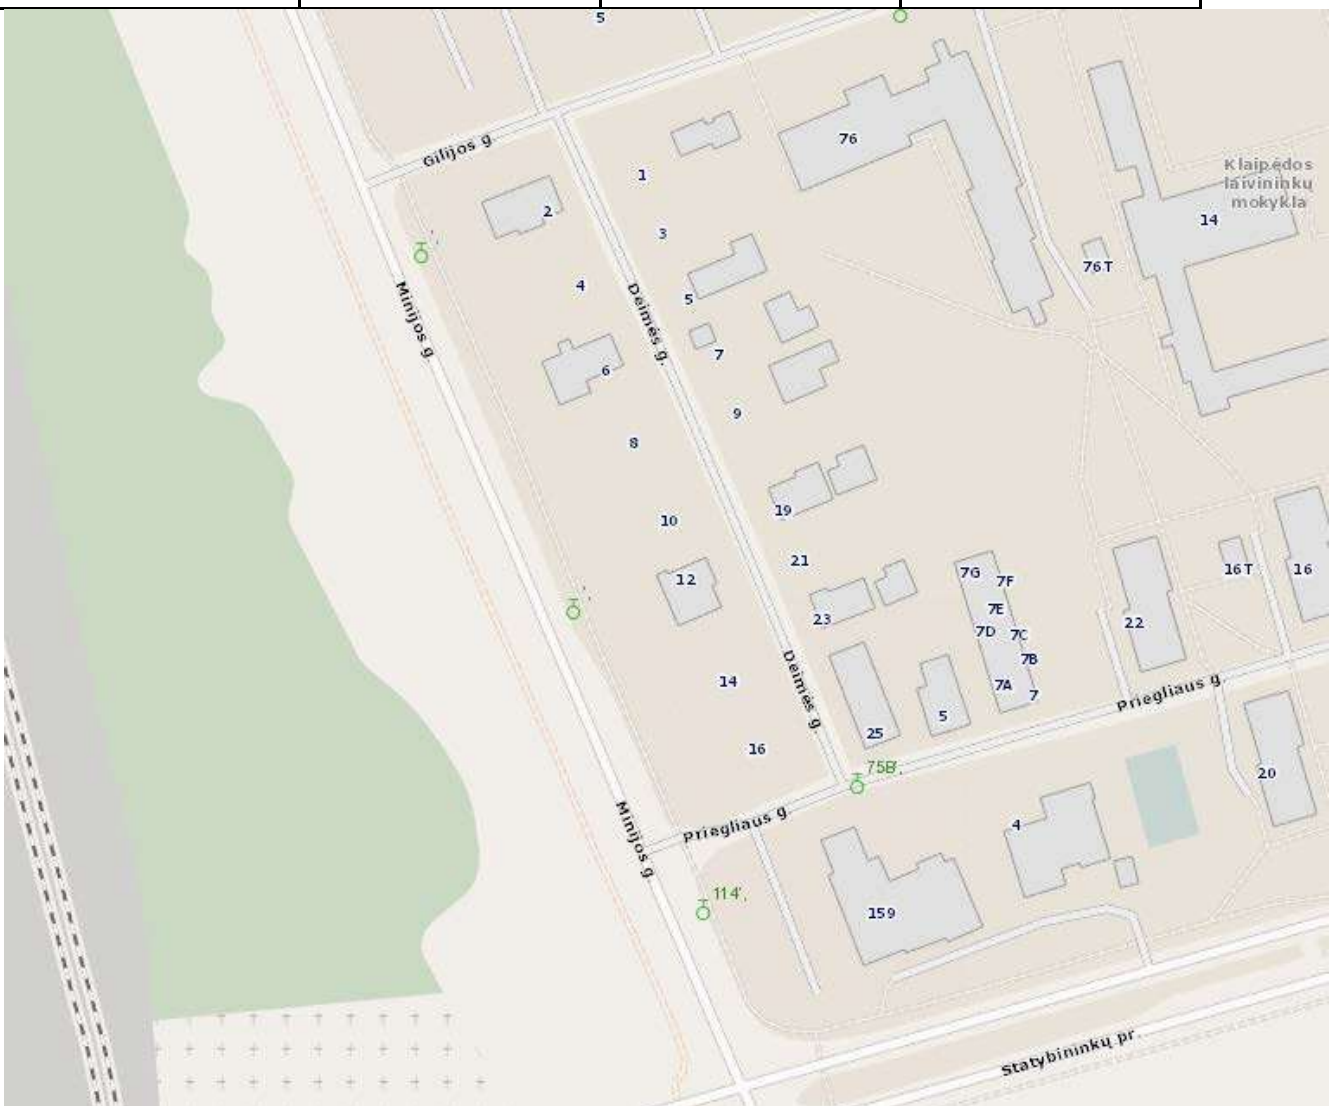 5
76
Gilijos g
1
Klaipėdos
laivininkų
mokykla
2
14
3
76T
4
5
Minijos g.
Deimės g.
7
6
9
8
19
10
21
7G
16T
16
12
7F
7E
23
22
7D
7C
7B
14
7A
7
Deimės g.
Priegliaus g
5
25
16
75B',
20
Priegliaus g
4
Minijos g.
114',
159
Statybininkų pr.